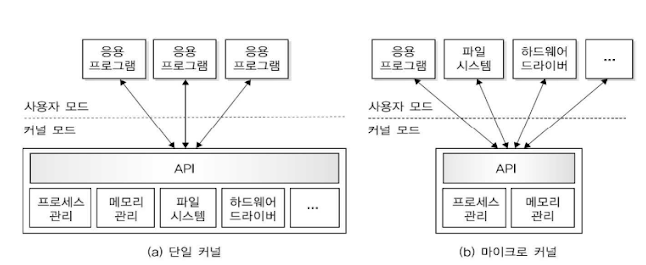 응용 프로그램
응용 프로그램
응용 프로그램
사용자 모드
커널 모드
API
프로세스 관리
메모리 관리
파일 시스템
하드웨어 드라이버
...
(a) 단일 커널
응용 프로그램
파일 시스템
하드웨어 드라이버
...
사용자 모드
커널 모드
API
프로세스 관리
메모리 관리
(b) 마이크로 커널